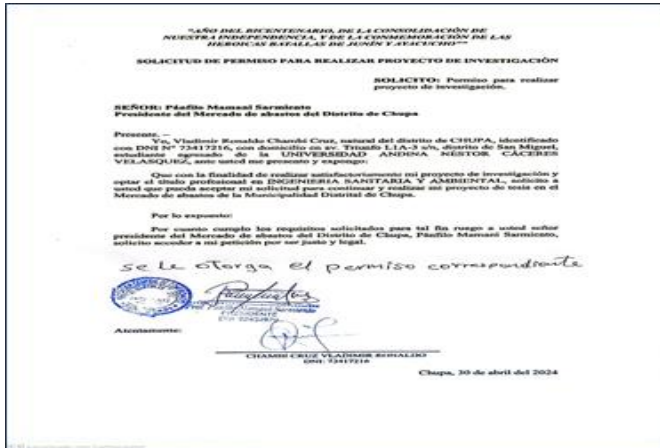 "AÑO DEL BICENTENARIO, DE LA CONSOLIDACIÓN DE
NUESTRA INDEPENDENCIA, Y DE LA CONMEMORACIÓN DE LAS
HEROICAS BATALLAS DE JUNÍN Y AYACUCHO""
SOLICITUD DE PERMISO PARA REALIZAR PROYECTO DE INVESTIGACIÓN
SOLICITO: Permiso para realizar
proyecto de investigación.
SEÑOR: Pánfilo Mamani Sarmiento
Presidente del Mercado de abastos del Distrito de Chupa
Presente. –
Yo, Vladimir Ronaldo Chambi Cruz, natural del distrito de CHUPA, identificado
con DNI N° 73417216, con domicilio en av. Triunfo s/n, distrito de San Miguel,
estudiante egresado de la UNIVERSIDAD ANDINA NÉSTOR CÁCERES
VELASQUEZ, ante usted me presento y expongo:
Que con la finalidad de realizar satisfactoriamente mi proyecto de investigación y
optar el título profesional en INGENIERIA SANITARIA Y AMBIENTAL, solicito a
usted que pueda aceptar mi solicitud para continuar y realizar mi proyecto de tesis en el
Mercado de abastos de la Municipalidad Distrital de Chupa.
Por lo expuesto:
Por cuanto cumplo los requisitos solicitados para tal fin ruego a usted señor
presidente del Mercado de abastos del Distrito de Chupa, Pánfilo Mamani Sarmiento,
solicito acceder a mi petición por ser justo y legal.
se le otorga el permiso correspondiente
Mamani Sarmiento
PRESIDENTE
Atentamente:
CHAMBI CRUZ VLADIMIR RONALDO
DNI: 73417216
Chupa, 30 de abril del 2024